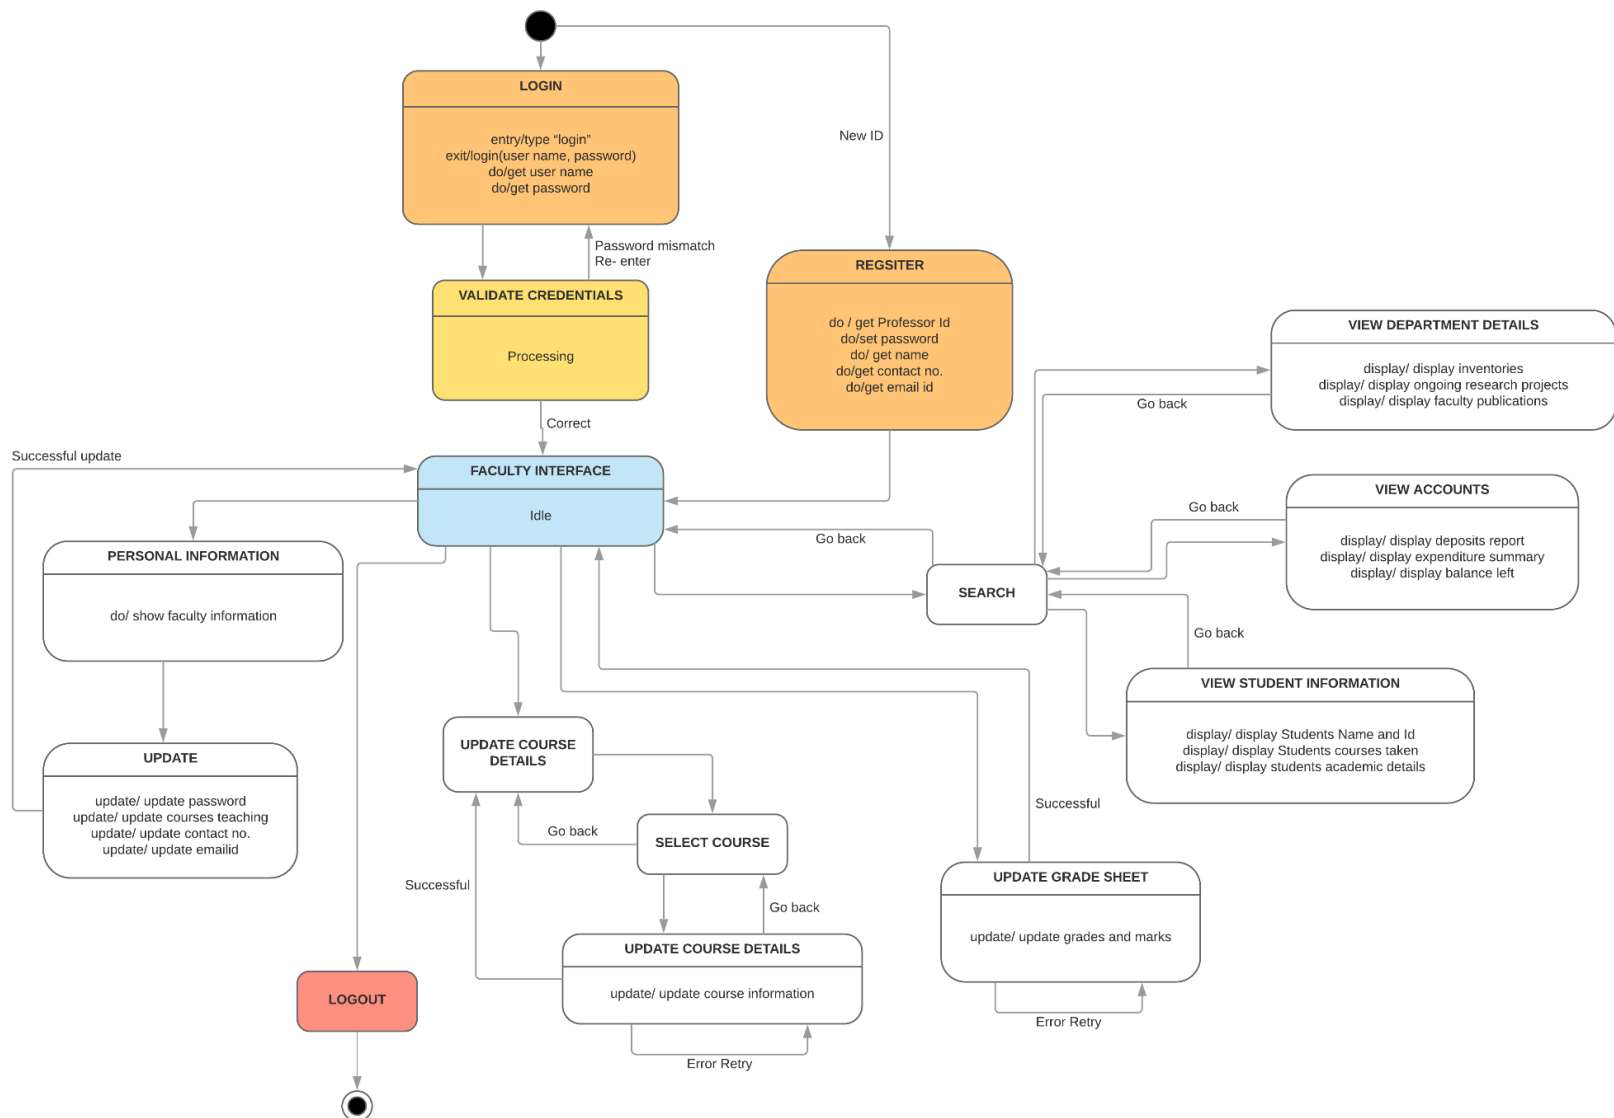 LOGIN
entry/type “login”
exit/login(user name, password)
do/get user name
do/get password
New ID
Password mismatch
Re- enter
REGSITER
do / get Professor Id
do/set password
do/ get name
do/get contact no.
do/get email id
VALIDATE CREDENTIALS
Processing
Correct
VIEW DEPARTMENT DETAILS
display/ display inventories
display/ display ongoing research projects
display/ display faculty publications
Go back
Successful update
FACULTY INTERFACE
Idle
VIEW ACCOUNTS
display/ display deposits report
display/ display expenditure summary
display/ display balance left
Go back
Go back
PERSONAL INFORMATION
do/ show faculty information
SEARCH
Go back
VIEW STUDENT INFORMATION
display/ display Students Name and Id
display/ display Students courses taken
display/ display students academic details
UPDATE
update/ update password
update/ update courses teaching
update/ update contact no.
update/ update emailid
UPDATE COURSE
DETAILS
Go back
SELECT COURSE
Successful
Successful
Go back
UPDATE GRADE SHEET
update/ update grades and marks
Error Retry
UPDATE COURSE DETAILS
update/ update course information
Error Retry
LOGOUT